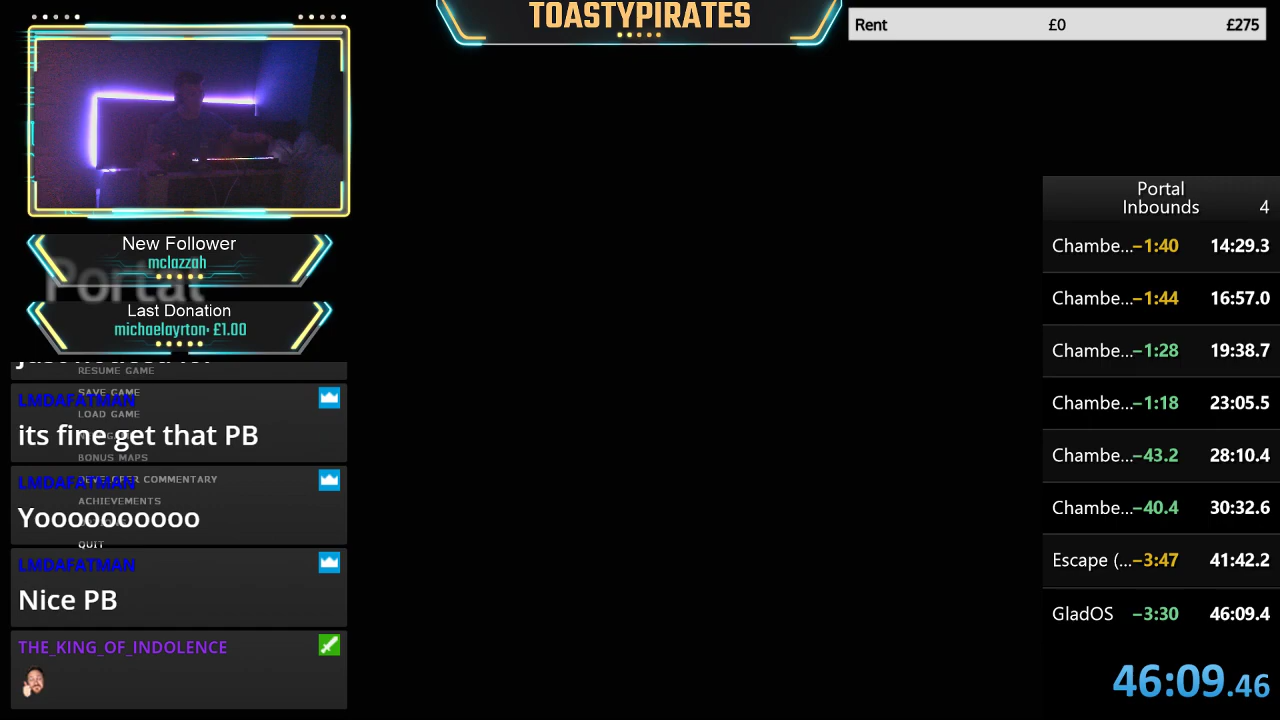 TOASTYPIRATES
Rent £0 £275
New Follower
mclazzah
Portal
Last Donation
michaelayrton: £1.00
RESUME GAME
SAVE GAME
LMDAFATMAN
LOAD GAME
its fine get that PB
BONUS MAPS
LMDAFATMAN
DEVELOPER COMMENTARY
ACHIEVEMENTS
Yoooooooooo
QUIT
LMDAFATMAN
Nice PB
THE_KING_OF_INDOLENCE
Portal
Inbounds 4
Chambe... −1:40 14:29.3
Chambe... −1:44 16:57.0
Chambe... −1:28 19:38.7
Chambe... −1:18 23:05.5
Chambe... −43.2 28:10.4
Chambe... −40.4 30:32.6
Escape (... −3:47 41:42.2
GladOS −3:30 46:09.4
46:09.46